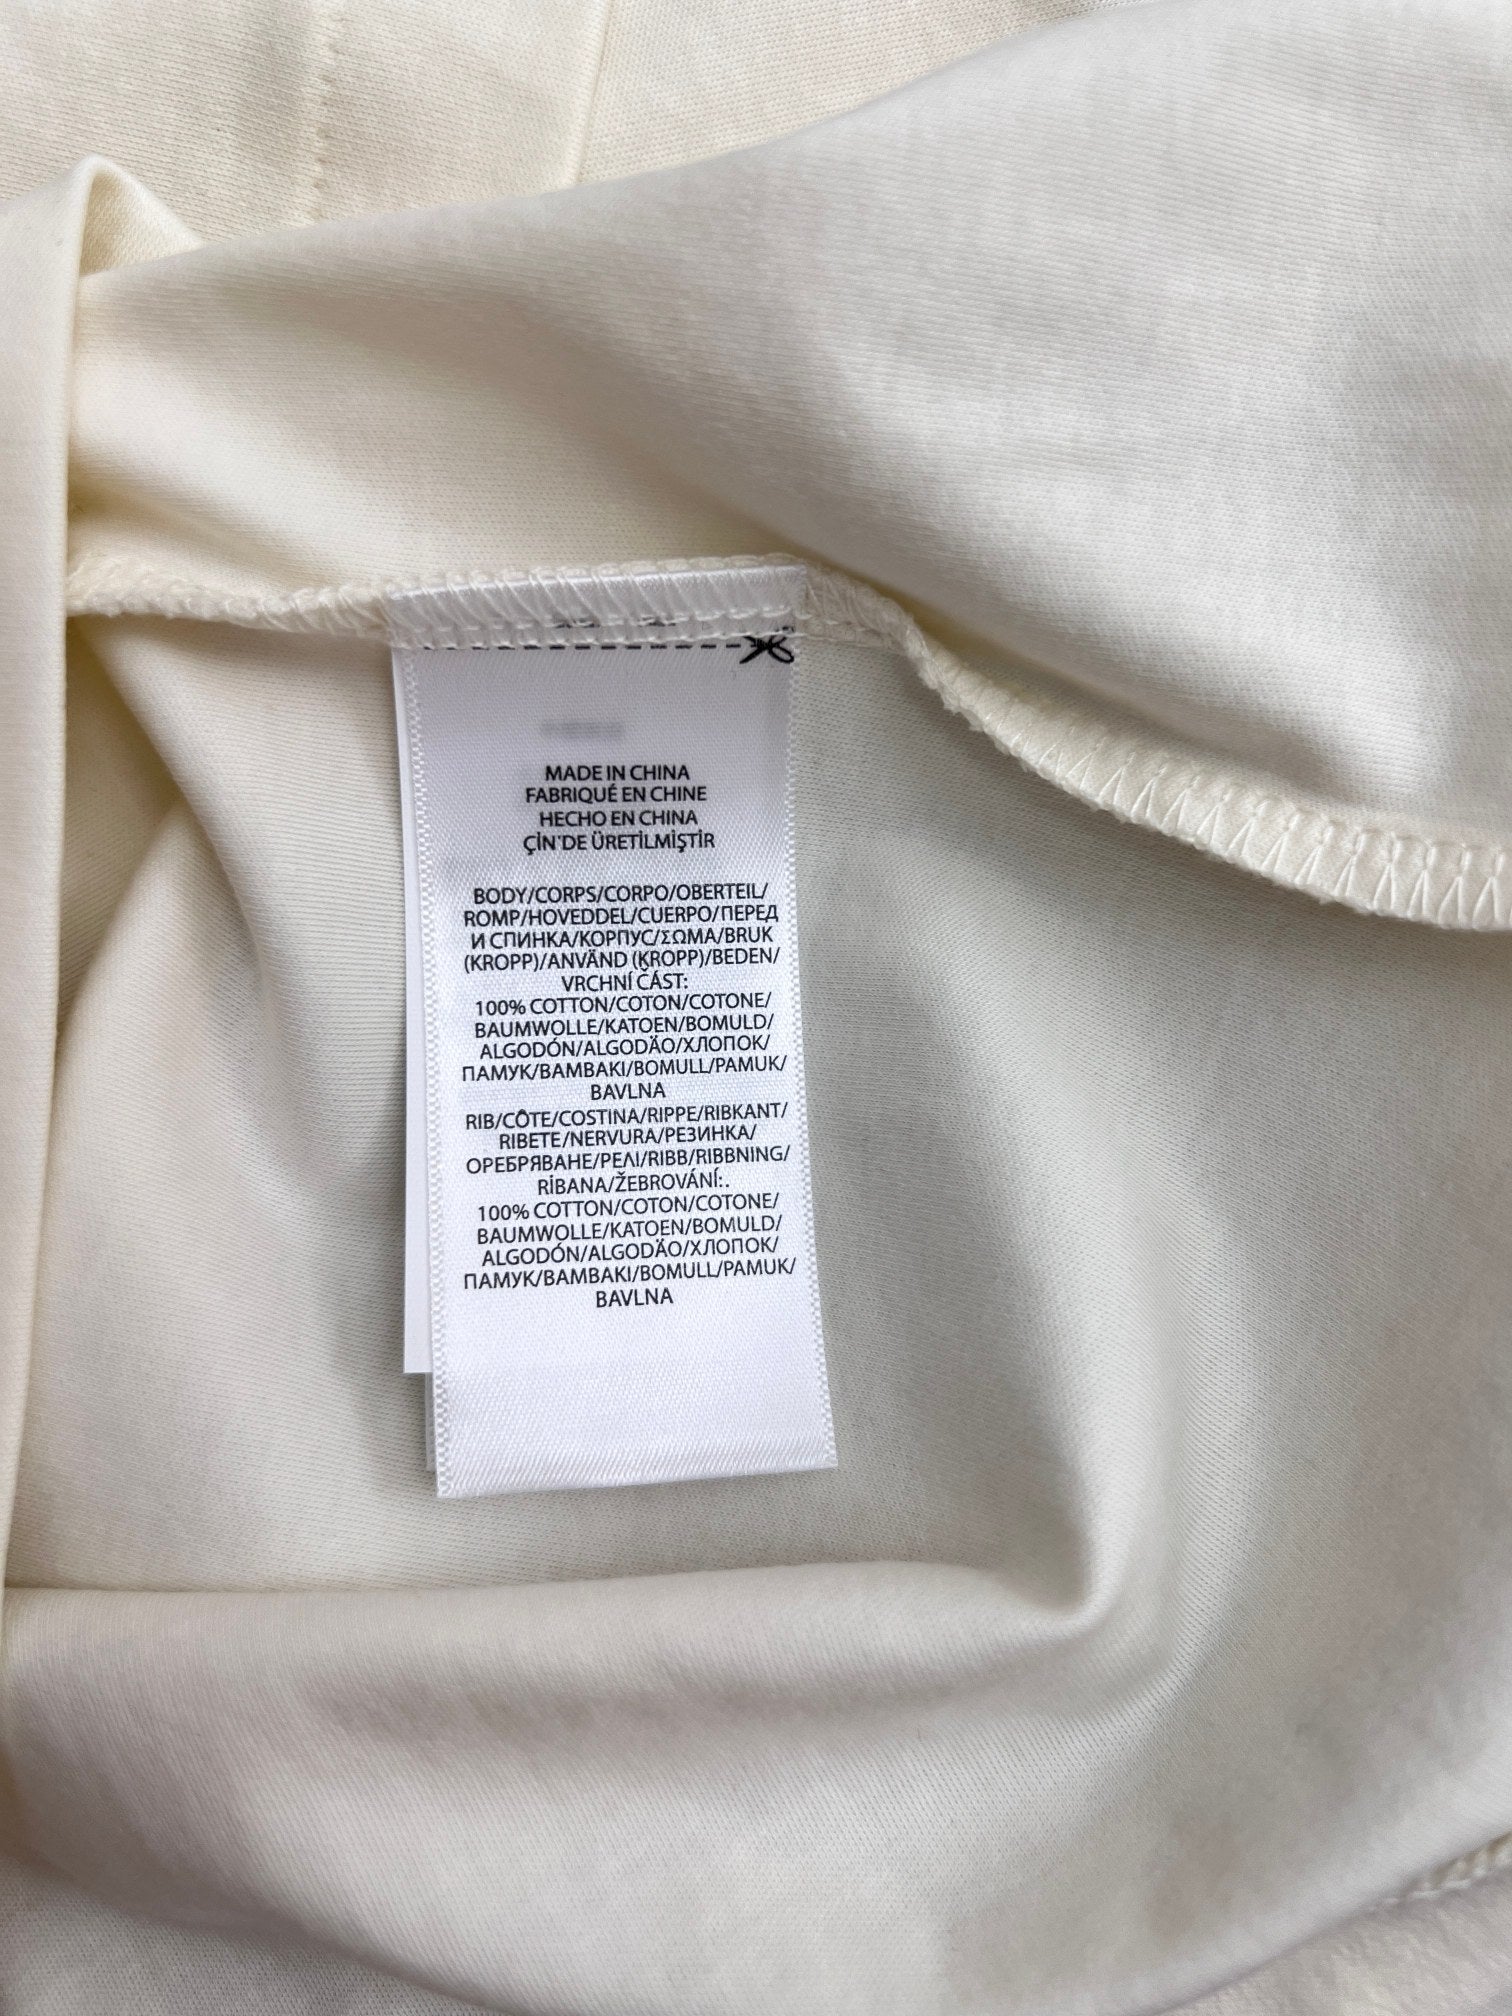 MADE IN CHINA
FABRIQUÉ EN CHINE
HECHO EN CHINA
ÇİN'DE ÜRETİLMİŞTİR
BODY/CORPS/CORPO/OBERTEIL/
ROMP/HOVEDDEL/CUERPO/ПЕРЕД
И СПИНКА/КОРПУС/ΣΩΜΑ/BRUK
(KROPP)/ANVÄND (KROPP)/BEDEN/
VRCHNÍ ČÁST:
100% COTTON/COTON/COTONE/
BAUMWOLLE/KATOEN/BOMULD/
ALGODÓN/ALGODÄO/ХЛОПОК/
ПАМУК/BAMBAKI/BOMULL/PAMUK/
BAVLNA
RIB/CÔTE/COSTINA/RIPPE/RIBKANT/
RIBETE/NERVURA/РЕЗИНКА/
ОРЕБРЯВАНЕ/ΡΕΛΙ/RIBB/RIBBNING/
RİBANA/ŽEBROVÁNÍ:.
100% COTTON/COTON/COTONE/
BAUMWOLLE/KATOEN/BOMULD/
ALGODÓN/ALGODÄO/ХЛОПОК/
ПАМУК/BAMBAKI/BOMULL/PAMUK/
BAVLNA